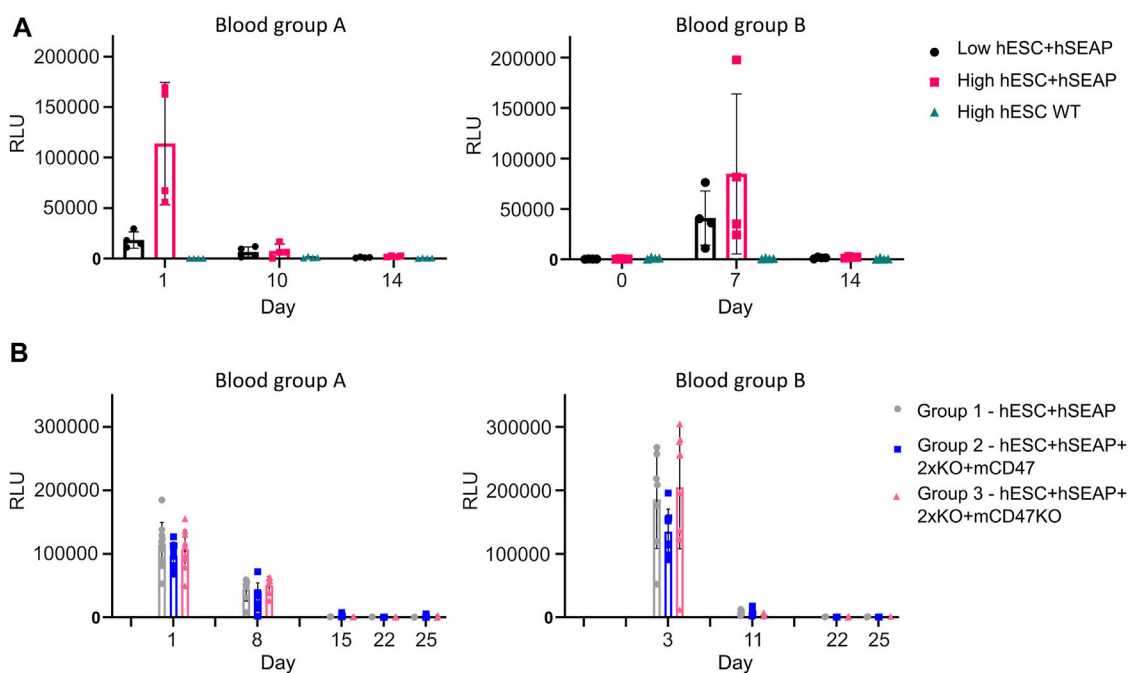 A
Blood group A
RLU
200000
150000
100000
50000
0
1 10 14
Day
Blood group B
RLU
200000
150000
100000
50000
0
0 7 14
Day
Low hESC+hSEAP
High hESC+hSEAP
High hESC WT
B
Blood group A
RLU
300000
200000
100000
0
1 8 15 22 25
Day
Blood group B
RLU
300000
200000
100000
0
3 11 22 25
Day
Group 1 - hESC+hSEAP
Group 2 - hESC+hSEAP+
2xKO+mCD47
Group 3 - hESC+hSEAP+
2xKO+mCD47KO